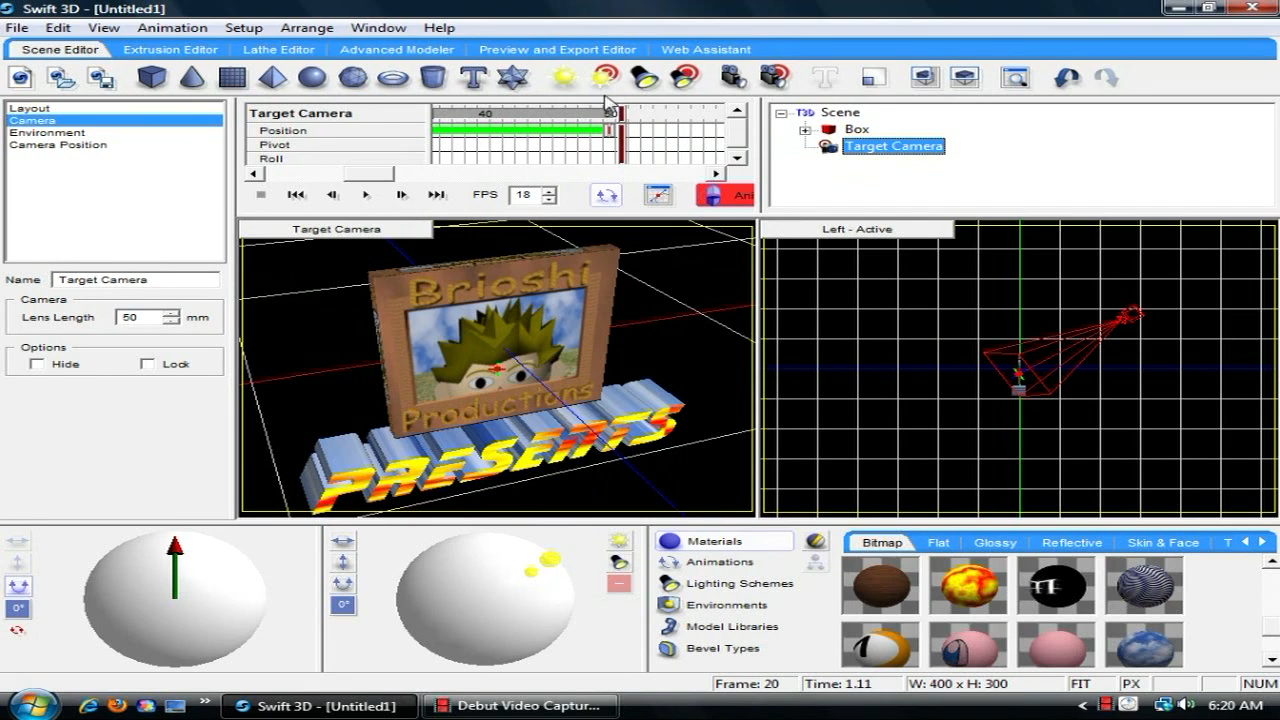 Swift 3D - [Untitled1]
File Edit View Animation Setup Arrange Window Help
Scene Editor Extrusion Editor Lathe Editor Advanced Modeler Preview and Export Editor Web Assistant
Layout
Camera
Environment
Camera Position
Name Target Camera
Camera
Lens Length 50 mm
Options
Hide Lock
Target Camera 40
Position
Pivot
Roll
FPS 18 Ani
Scene
Box
Target Camera
Target Camera
Brioshi
Productions
PRESENTS
Left - Active
0°
0°
Materials
Animations
Lighting Schemes
Environments
Model Libraries
Bevel Types
Bitmap Flat Glossy Reflective Skin & Face T
Frame: 20 Time: 1.11 W: 400 x H: 300 FIT PX NUM
Swift 3D - [Untitled1] Debut Video Captur... 6:20 AM